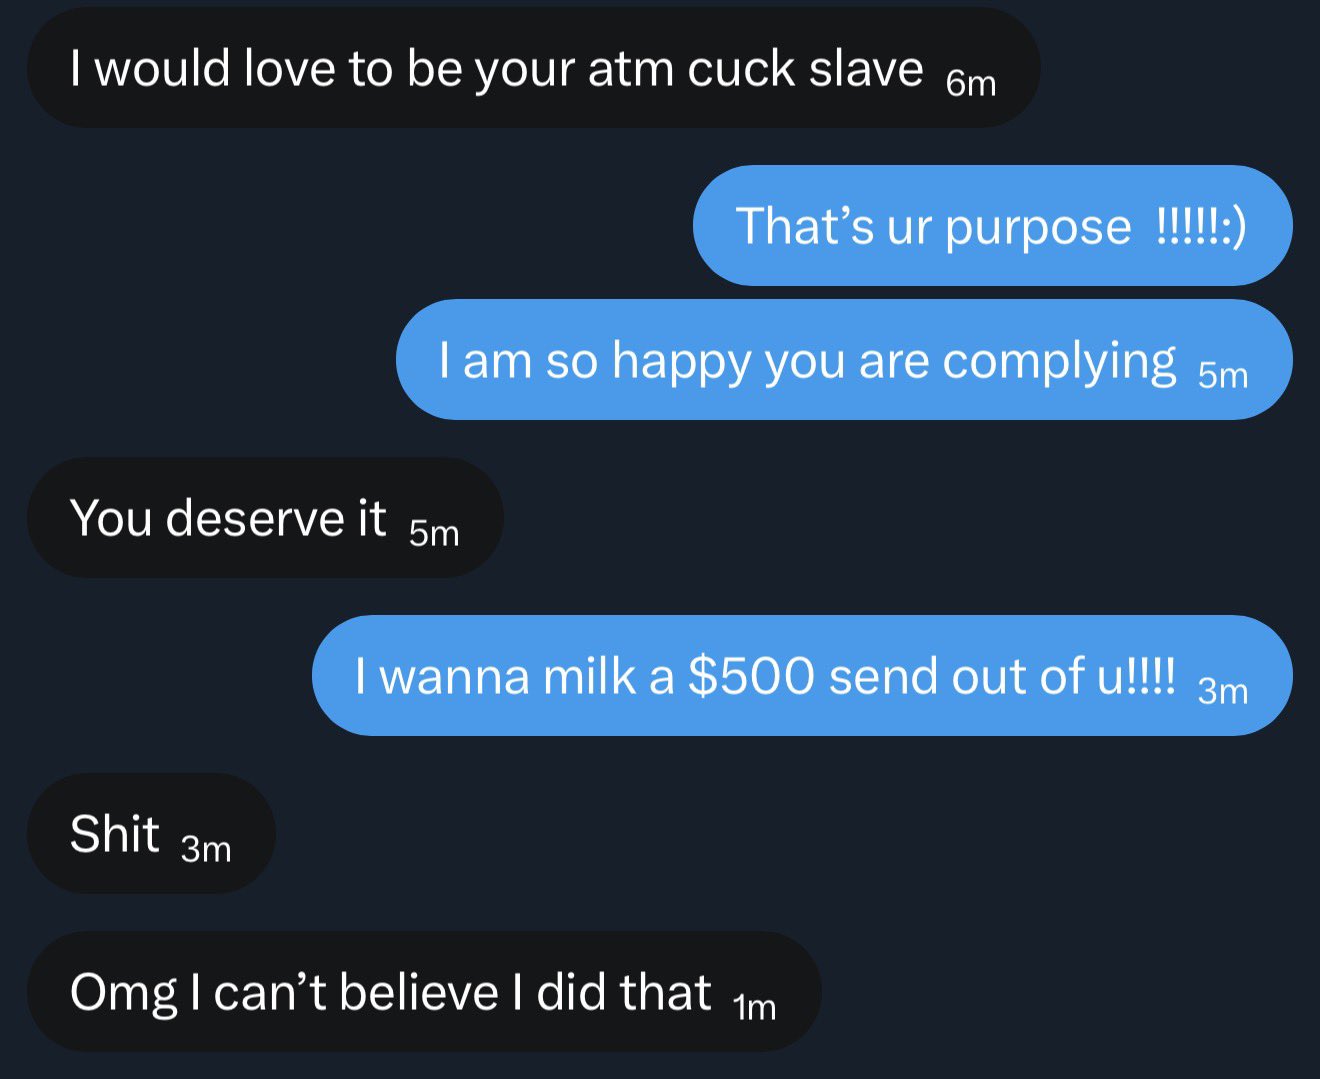 I would love to be your atm cuck slave 6m
That’s ur purpose  !!!!!:)
I am so happy you are complying 5m
You deserve it 5m
I wanna milk a $500 send out of u!!!! 3m
Shit 3m
Omg I can’t believe I did that 1m